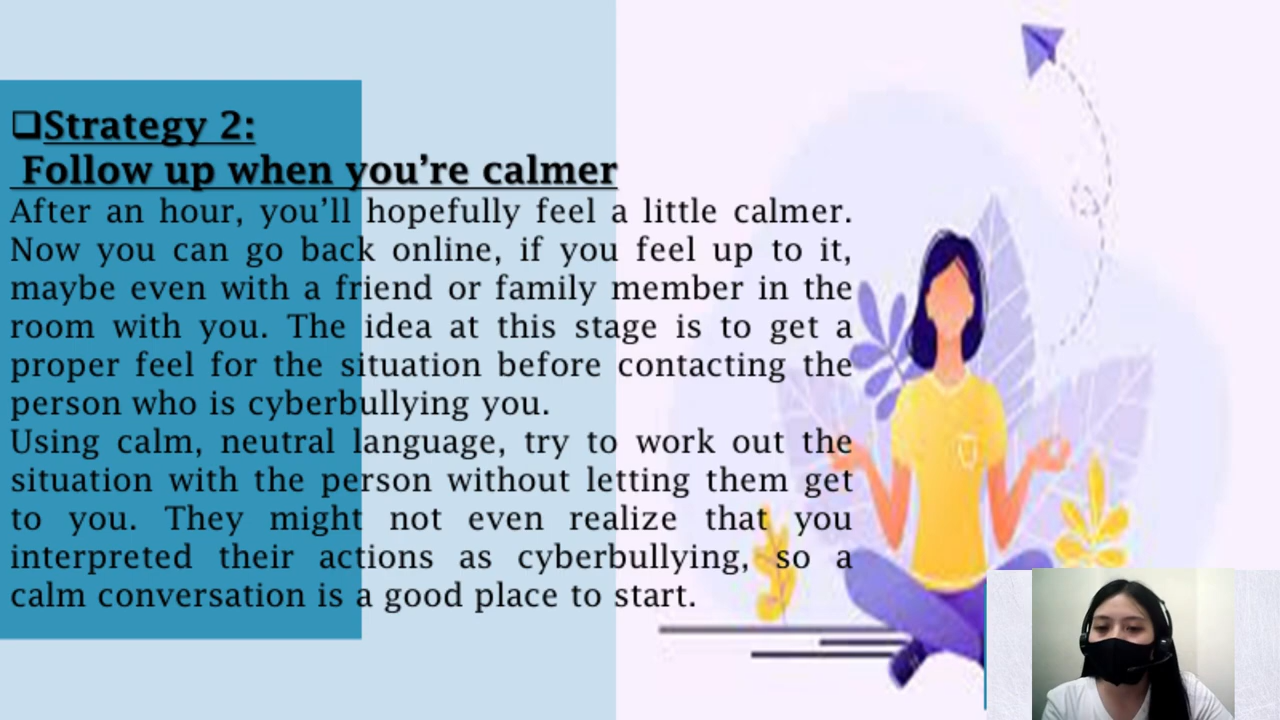 ❑Strategy 2:
Follow up when you’re calmer
After an hour, you’ll hopefully feel a little calmer.
Now you can go back online, if you feel up to it,
maybe even with a friend or family member in the
room with you. The idea at this stage is to get a
proper feel for the situation before contacting the
person who is cyberbullying you.
Using calm, neutral language, try to work out the
situation with the person without letting them get
to you. They might not even realize that you
interpreted their actions as cyberbullying, so a
calm conversation is a good place to start.